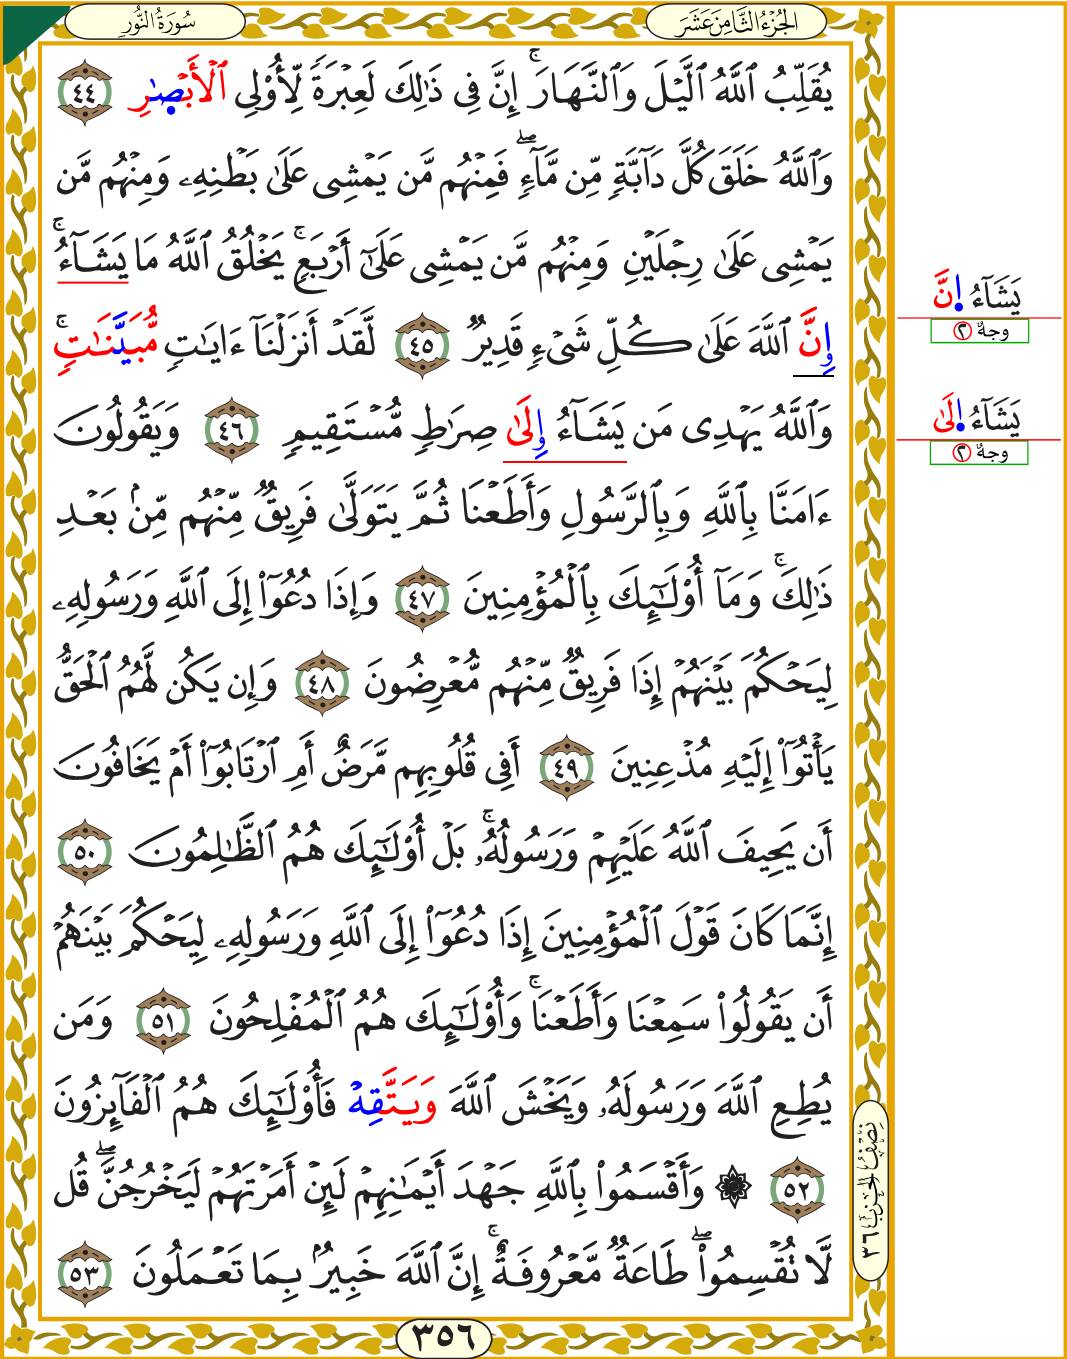 سُورَةُ النُّورِ
الجُزْءُ الثَّامِنَ عَشَرَ
يُقَلِّبُ ٱللَّهُ ٱلَّيْلَ وَٱلنَّهَارَۚ إِنَّ فِي ذَٰلِكَ لَعِبْرَةٗ لِّأُوْلِي ٱلْأَبْصَٰرِ ٤٤
وَٱللَّهُ خَلَقَ كُلَّ دَآبَّةٖ مِّن مَّآءٖۖ فَمِنْهُم مَّن يَمْشِي عَلَىٰ بَطْنِهِۦ وَمِنْهُم مَّن
يَمْشِي عَلَىٰ رِجْلَيْنِ وَمِنْهُم مَّن يَمْشِي عَلَىٰٓ أَرْبَعٖۚ يَخْلُقُ ٱللَّهُ مَا يَشَآءُۚ
إِنَّ ٱللَّهَ عَلَىٰ كُلِّ شَيْءٖ قَدِيرٞ ٤٥ لَّقَدْ أَنزَلْنَآ ءَايَٰتٖ مُّبَيَّنَٰتٖۚ
وَٱللَّهُ يَهْدِي مَن يَشَآءُ إِلَىٰ صِرَٰطٖ مُّسْتَقِيمٖ ٤٦ وَيَقُولُونَ
ءَامَنَّا بِٱللَّهِ وَبِٱلرَّسُولِ وَأَطَعْنَا ثُمَّ يَتَوَلَّىٰ فَرِيقٞ مِّنْهُم مِّنۢ بَعْدِ
ذَٰلِكَۚ وَمَآ أُوْلَٰٓئِكَ بِٱلْمُؤْمِنِينَ ٤٧ وَإِذَا دُعُوٓاْ إِلَى ٱللَّهِ وَرَسُولِهِۦ
لِيَحْكُمَ بَيْنَهُمْ إِذَا فَرِيقٞ مِّنْهُم مُّعْرِضُونَ ٤٨ وَإِن يَكُن لَّهُمُ ٱلْحَقُّ
يَأْتُوٓاْ إِلَيْهِ مُذْعِنِينَ ٤٩ أَفِي قُلُوبِهِم مَّرَضٌ أَمِ ٱرْتَابُوٓاْ أَمْ يَخَافُونَ
أَن يَحِيفَ ٱللَّهُ عَلَيْهِمْ وَرَسُولُهُۥۚ بَلْ أُوْلَٰٓئِكَ هُمُ ٱلظَّٰلِمُونَ ٥٠
إِنَّمَا كَانَ قَوْلَ ٱلْمُؤْمِنِينَ إِذَا دُعُوٓاْ إِلَى ٱللَّهِ وَرَسُولِهِۦ لِيَحْكُمَ بَيْنَهُمْ
أَن يَقُولُواْ سَمِعْنَا وَأَطَعْنَاۚ وَأُوْلَٰٓئِكَ هُمُ ٱلْمُفْلِحُونَ ٥١ وَمَن
يُطِعِ ٱللَّهَ وَرَسُولَهُۥ وَيَخْشَ ٱللَّهَ وَيَتَّقِهْ فَأُوْلَٰٓئِكَ هُمُ ٱلْفَآئِزُونَ
٥٢ ۞ وَأَقْسَمُواْ بِٱللَّهِ جَهْدَ أَيْمَٰنِهِمْ لَئِنْ أَمَرْتَهُمْ لَيَخْرُجُنَّۖ قُل
لَّا تُقْسِمُواْۖ طَاعَةٞ مَّعْرُوفَةٌۚ إِنَّ ٱللَّهَ خَبِيرُۢ بِمَا تَعْمَلُونَ ٥٣
٣٥٦
نِصْفُ الحِزْبِ ٣٦
يَشَآءُ اِ۪نَّ
وجهٌ ٢
يَشَآءُ اِ۪لَىٰ
وجهٌ ٢